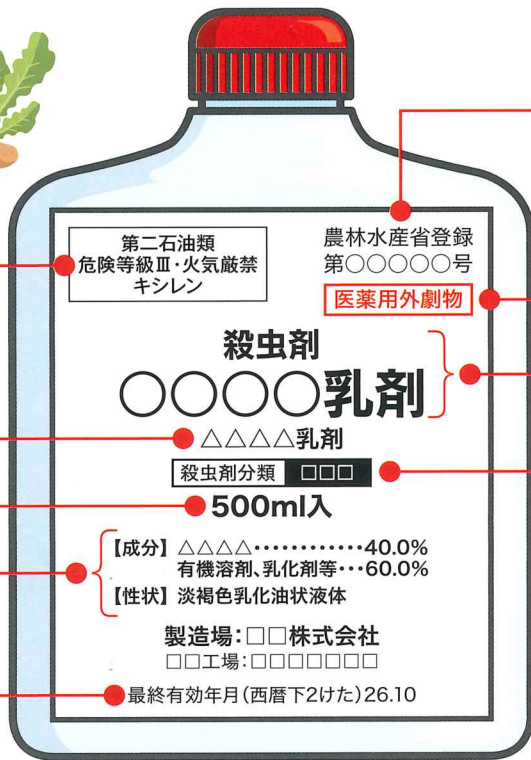 第二石油類
危険等級Ⅲ・火気厳禁
キシレン
農林水産省登録
第○○○○○号
医薬用外劇物
殺虫剤
○○○○乳剤
△△△△乳剤
殺虫剤分類 □□□
500ml入
【成分】 △△△△…………40.0%
有機溶剤、乳化剤等…60.0%
【性状】 淡褐色乳化油状液体
製造場：□□株式会社
□□工場：□□□□□□□
最終有効年月(西暦下2けた)26.10